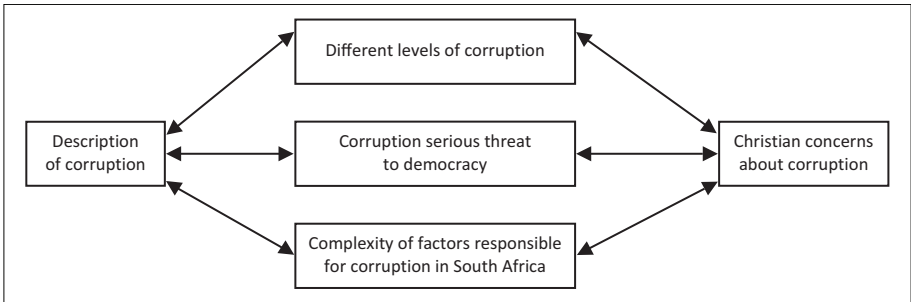 Different levels of corruption
Description
of corruption
Corruption serious threat
to democracy
Christian concerns
about corruption
Complexity of factors responsible
for corruption in South Africa